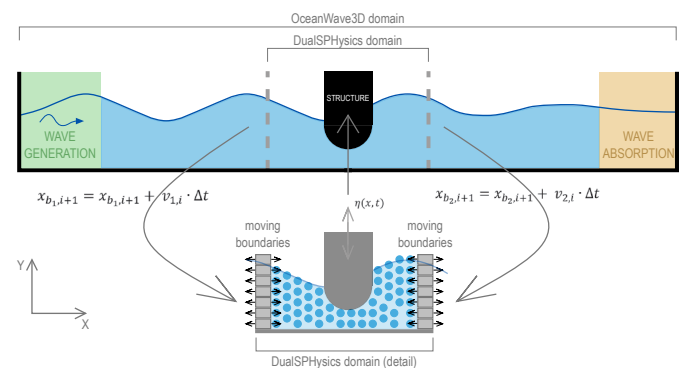 OceanWave3D domain
DualSPHysics domain
STRUCTURE
WAVE
GENERATION
WAVE
ABSORPTION
x_{b_1,i+1} = x_{b_1,i+1} + v_{1,i} · Δt
x_{b_2,i+1} = x_{b_2,i+1} + v_{2,i} · Δt
η(x,t)
moving
boundaries
moving
boundaries
Y
X
DualSPHysics domain (detail)